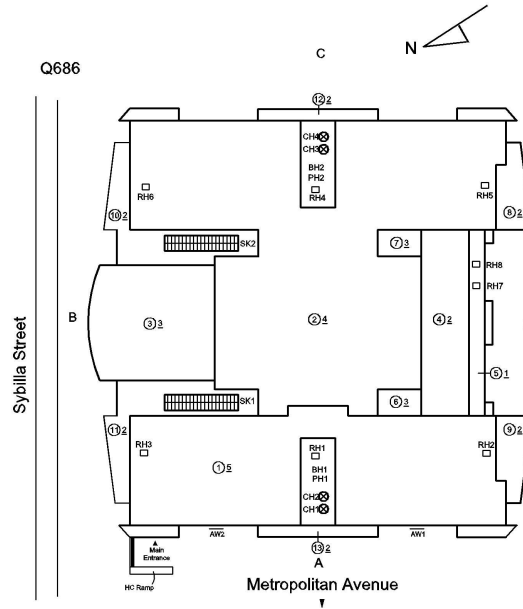 N
C
Q686
⑫ 2
CH4
CH3
BH2
PH2
RH4
RH6
RH5
⑩ 2
⑧ 2
SK2
⑦ 3
RH8
RH7
B
③ 3
② 4
④ 2
⑤ 1
Sybilla Street
SK1
⑥ 3
⑪ 2
⑨ 2
RH3
RH1
RH2
① 5
BH1
PH1
CH2
CH1
AW2
AW1
⑬ 2
Main
Entrance
A
HC Ramp
Metropolitan Avenue